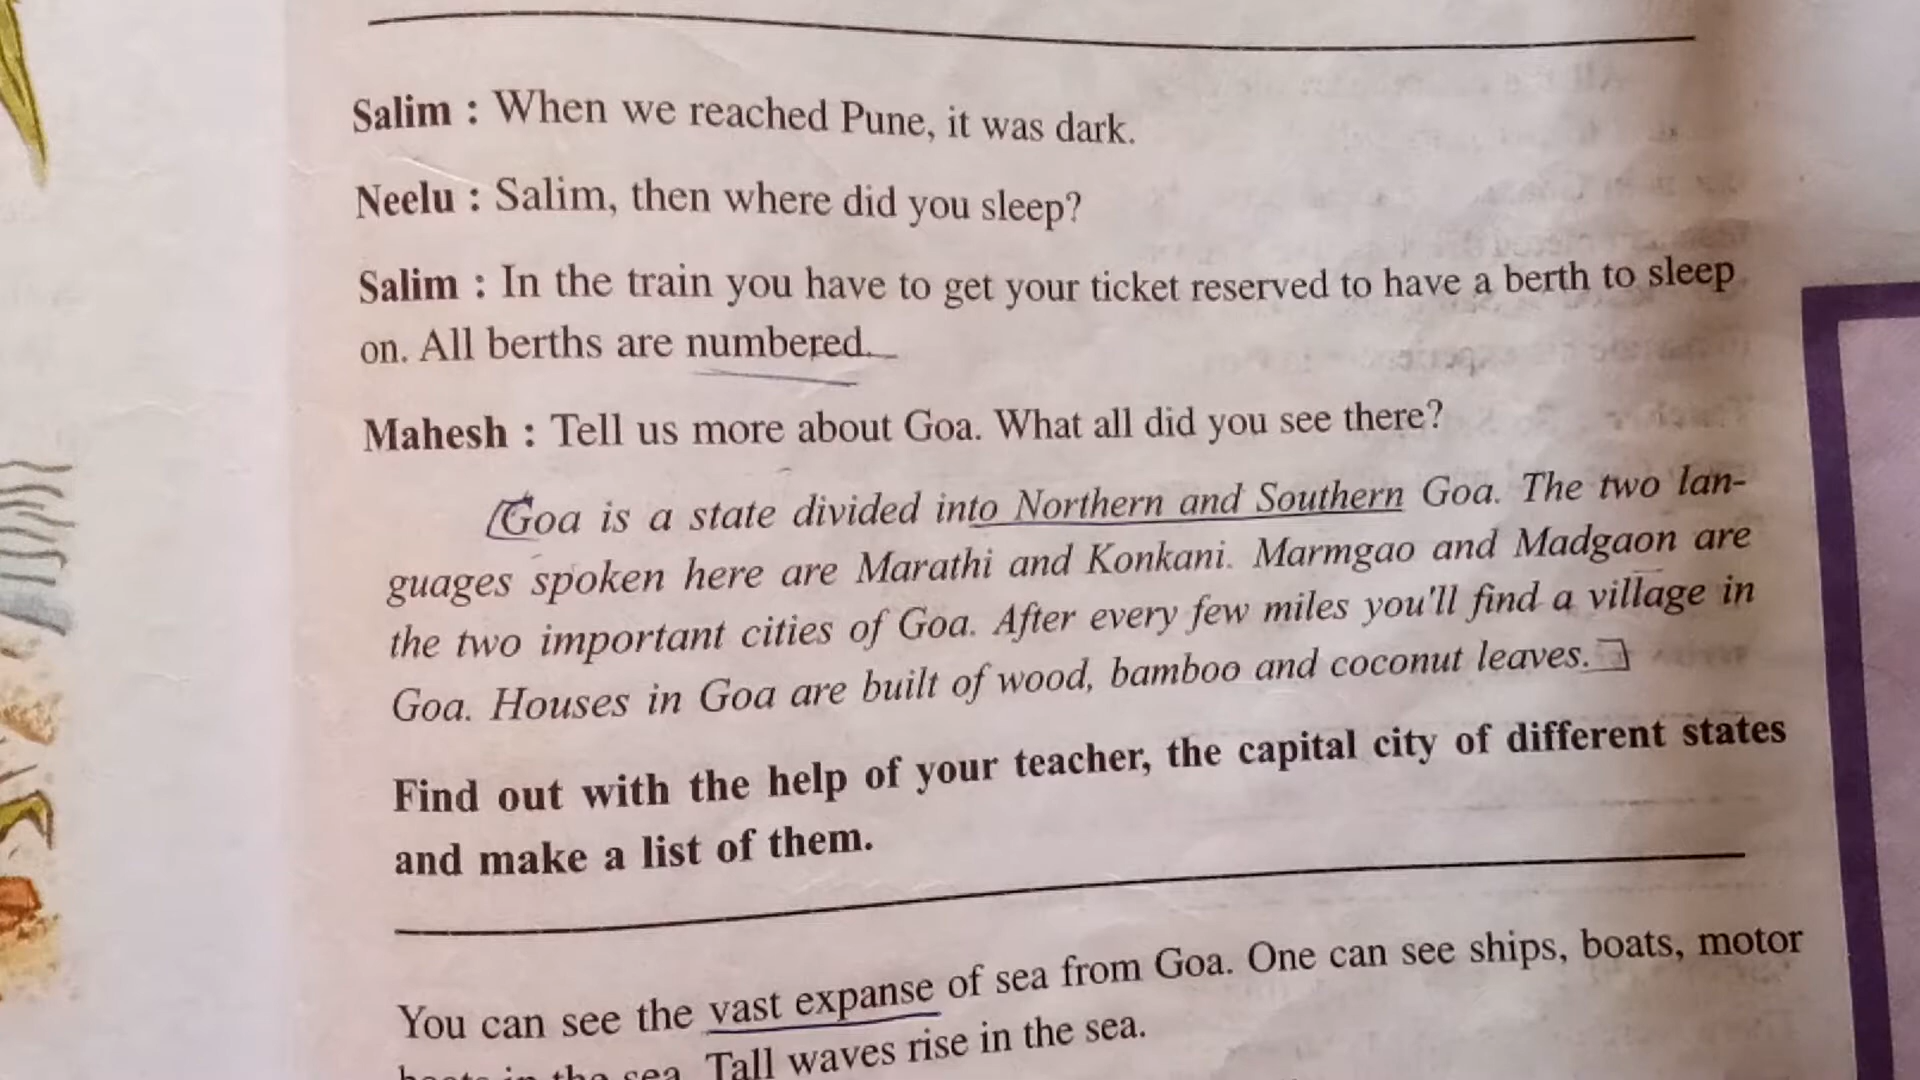 Salim : When we reached Pune, it was dark.
Neelu : Salim, then where did you sleep?
Salim : In the train you have to get your ticket reserved to have a berth to sleep
on. All berths are numbered.
Mahesh : Tell us more about Goa. What all did you see there?
Goa is a state divided into Northern and Southern Goa. The two lan-
guages spoken here are Marathi and Konkani. Marmgao and Madgaon are
the two important cities of Goa. After every few miles you'll find a village in
Goa. Houses in Goa are built of wood, bamboo and coconut leaves.
Find out with the help of your teacher, the capital city of different states
and make a list of them.
You can see the vast expanse of sea from Goa. One can see ships, boats, motor
boats in the sea. Tall waves rise in the sea.